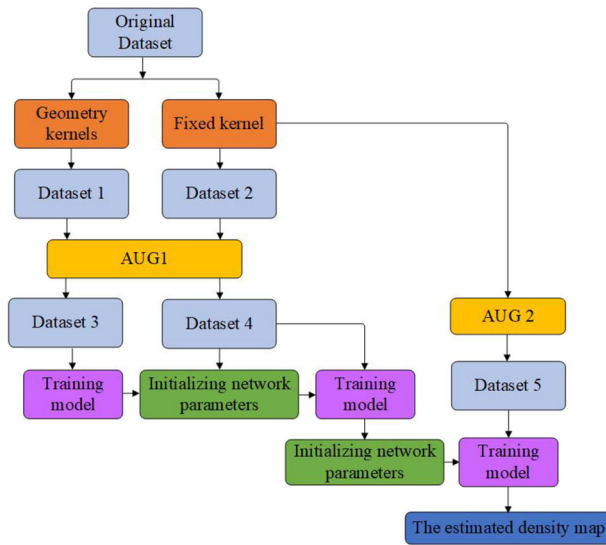 Original
Dataset
Geometry
kernels
Fixed kernel
Dataset 1
Dataset 2
AUG1
Dataset 3
Dataset 4
AUG 2
Training
model
Initializing network
parameters
Training
model
Dataset 5
Initializing network
parameters
Training
model
The estimated density map